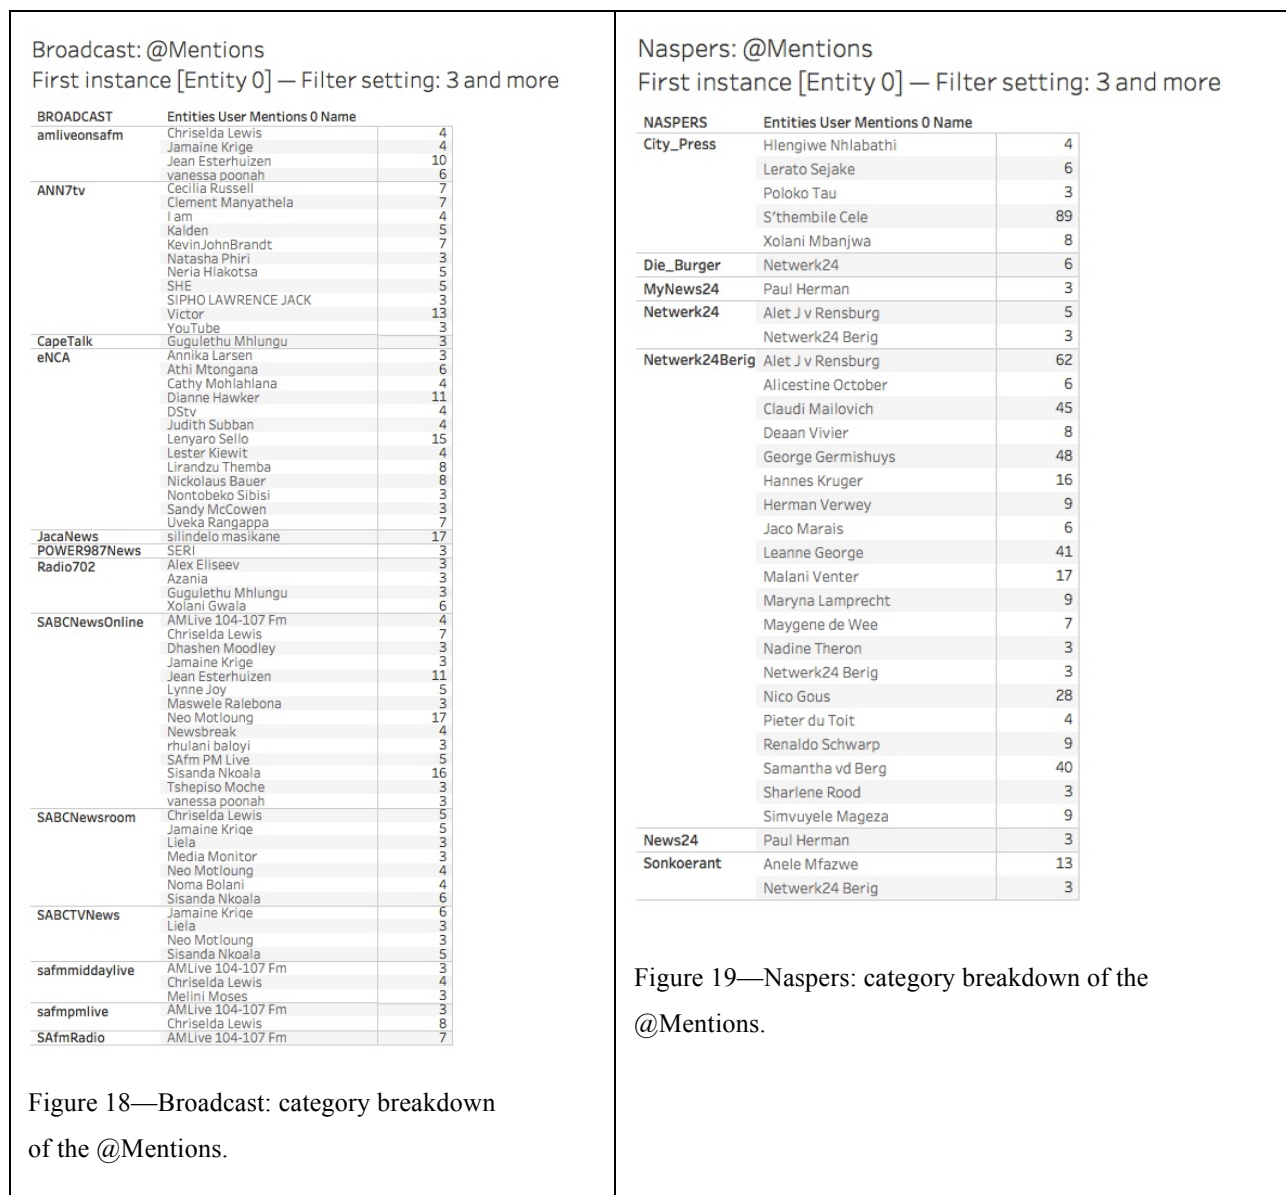 Broadcast: @Mentions
First instance [Entity 0] — Filter setting: 3 and more
BROADCAST Entities User Mentions 0 Name
amliveonsafm Chriselda Lewis 4
Jamaine Krige 4
Jean Esterhuizen 10
vanessa poonah 6
ANN7tv Cecilia Russell 7
Clement Manyathela 7
I am 4
Kalden 5
KevinJohnBrandt 7
Natasha Phiri 3
Neria Hlakotsa 5
SHE 5
SIPHO LAWRENCE JACK 3
Victor 13
YouTube 3
CapeTalk Gugulethu Mhlungu 3
eNCA Annika Larsen 3
Athi Mtongana 6
Cathy Mohlahlana 4
Dianne Hawker 11
DStv 4
Judith Subban 4
Lenyaro Sello 15
Lester Kiewit 4
Lirandzu Themba 8
Nickolaus Bauer 8
Nontobeko Sibisi 3
Sandy McCowen 3
Uveka Rangappa 7
JacaNews silindelo masikane 17
POWER987News SERI 3
Radio702 Alex Eliseev 3
Azania 3
Gugulethu Mhlungu 3
Xolani Gwala 6
SABCNewsOnline AMLive 104-107 Fm 4
Chriselda Lewis 7
Dhashen Moodley 3
Jamaine Krige 3
Jean Esterhuizen 11
Lynne Joy 5
Maswele Ralebona 3
Neo Motloung 17
Newsbreak 4
rhulani baloyi 3
SAfm PM Live 5
Sisanda Nkoala 16
Tshepiso Moche 3
vanessa poonah 3
SABCNewsroom Chriselda Lewis 5
Jamaine Krige 5
Liela 3
Media Monitor 3
Neo Motloung 4
Noma Bolani 4
Sisanda Nkoala 6
SABCTVNews Jamaine Krige 6
Liela 3
Neo Motloung 3
Sisanda Nkoala 5
safmmiddaylive AMLive 104-107 Fm 3
Chriselda Lewis 4
Melini Moses 3
safmpmlive AMLive 104-107 Fm 3
Chriselda Lewis 8
SAfmRadio AMLive 104-107 Fm 7
Figure 18—Broadcast: category breakdown
of the @Mentions.
Naspers: @Mentions
First instance [Entity 0] — Filter setting: 3 and more
NASPERS Entities User Mentions 0 Name
City_Press Hlengiwe Nhlabathi 4
Lerato Sejake 6
Poloko Tau 3
S'thembile Cele 89
Xolani Mbanjwa 8
Die_Burger Netwerk24 6
MyNews24 Paul Herman 3
Netwerk24 Alet J v Rensburg 5
Netwerk24 Berig 3
Netwerk24Berig Alet J v Rensburg 62
Alicestine October 6
Claudi Mailovich 45
Deaan Vivier 8
George Germishuys 48
Hannes Kruger 16
Herman Verwey 9
Jaco Marais 6
Leanne George 41
Malani Venter 17
Maryna Lamprecht 9
Maygene de Wee 7
Nadine Theron 3
Netwerk24 Berig 3
Nico Gous 28
Pieter du Toit 4
Renaldo Schwarp 9
Samantha vd Berg 40
Sharlene Rood 3
Simvuyele Mageza 9
News24 Paul Herman 3
Sonkoerant Anele Mfazwe 13
Netwerk24 Berig 3
Figure 19—Naspers: category breakdown of the
@Mentions.